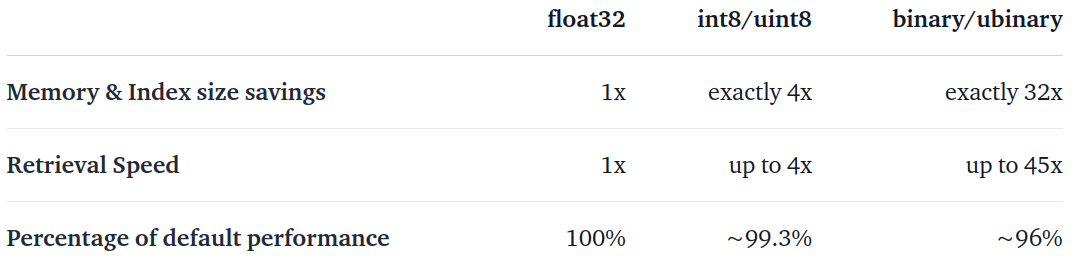 float32 int8/uint8 binary/ubinary
Memory & Index size savings 1x exactly 4x exactly 32x
Retrieval Speed 1x up to 4x up to 45x
Percentage of default performance 100% ~99.3% ~96%